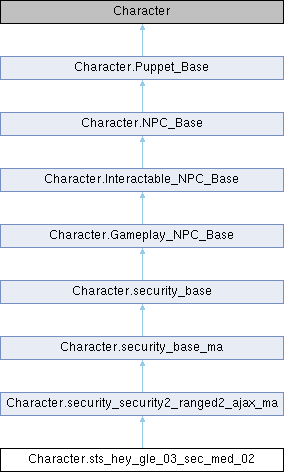 Character
Character.Puppet_Base
Character.NPC_Base
Character.Interactable_NPC_Base
Character.Gameplay_NPC_Base
Character.security_base
Character.security_base_ma
Character.security_security2_ranged2_ajax_ma
Character.sts_hey_gle_03_sec_med_02